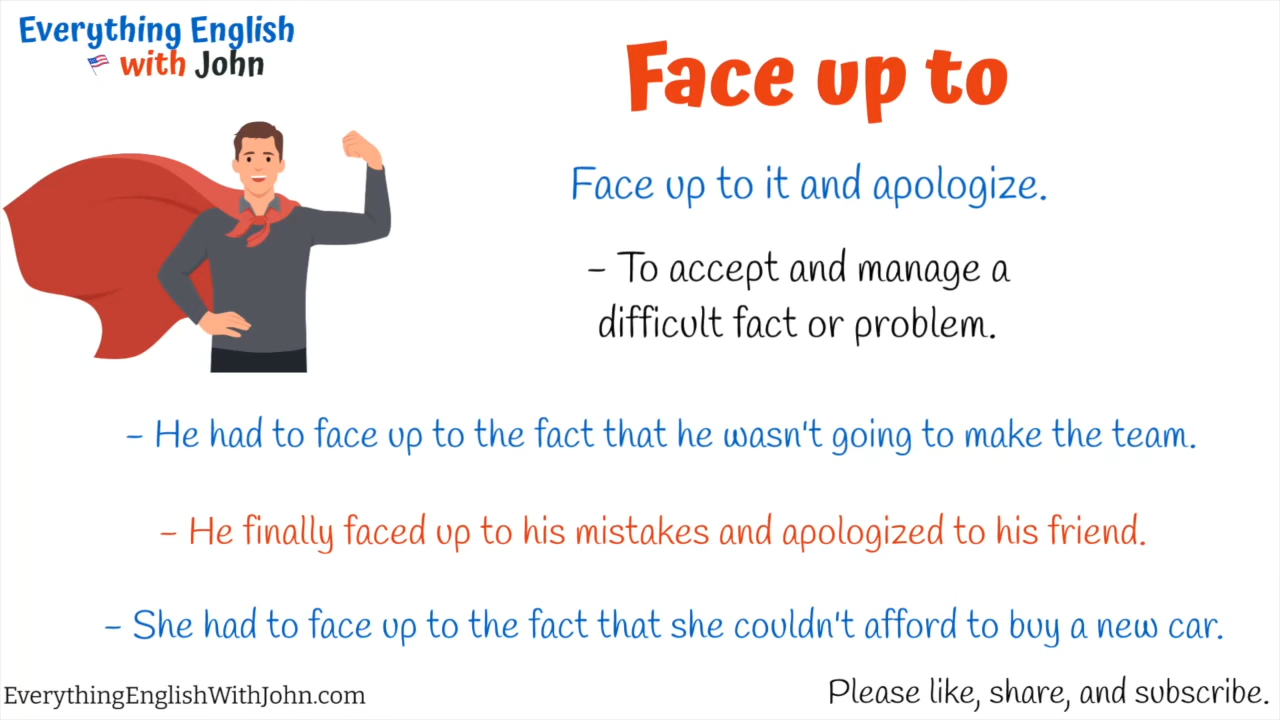 Everything English
with John
Face up to
Face up to it and apologize.
- To accept and manage a
difficult fact or problem.
- He had to face up to the fact that he wasn't going to make the team.
- He finally faced up to his mistakes and apologized to his friend.
- She had to face up to the fact that she couldn't afford to buy a new car.
EverythingEnglishWithJohn.com
Please like, share, and subscribe.